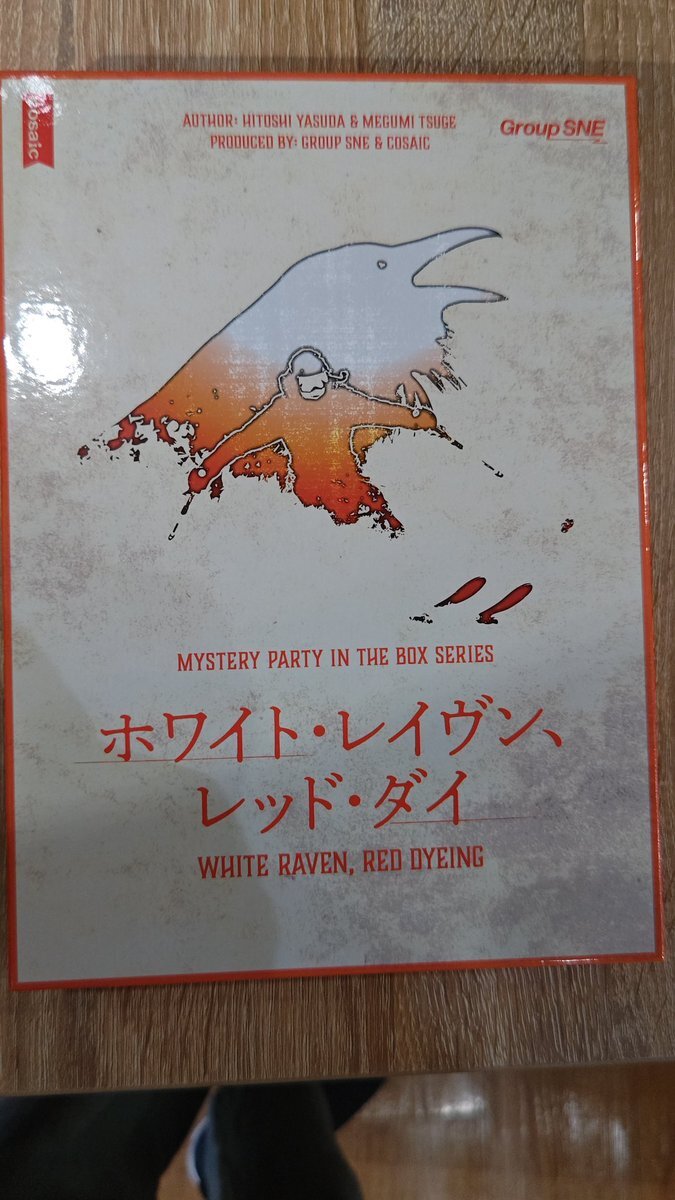 cosaic
AUTHOR: HITOSHI YASUDA & MEGUMI TSUGE
PRODUCED BY: GROUP SNE & COSAIC
Group SNE
MYSTERY PARTY IN THE BOX SERIES
ホワイト・レイヴン、
レッド・ダイ
WHITE RAVEN, RED DYEING